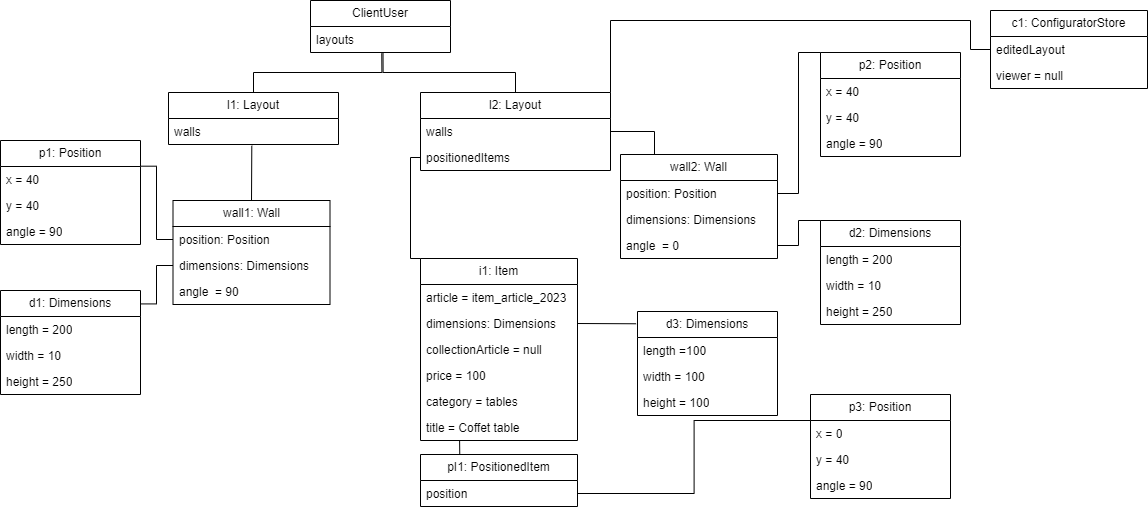 ClientUser
layouts
c1: ConfiguratorStore
editedLayout
viewer = null
l1: Layout
walls
l2: Layout
walls
positionedItems
p2: Position
x = 40
y = 40
angle = 90
p1: Position
x = 40
y = 40
angle = 90
wall1: Wall
position: Position
dimensions: Dimensions
angle = 90
wall2: Wall
position: Position
dimensions: Dimensions
angle = 0
d2: Dimensions
length = 200
width = 10
height = 250
d1: Dimensions
length = 200
width = 10
height = 250
i1: Item
article = item_article_2023
dimensions: Dimensions
collectionArticle = null
price = 100
category = tables
title = Coffet table
d3: Dimensions
length =100
width = 100
height = 100
p3: Position
x = 0
y = 40
angle = 90
pI1: PositionedItem
position